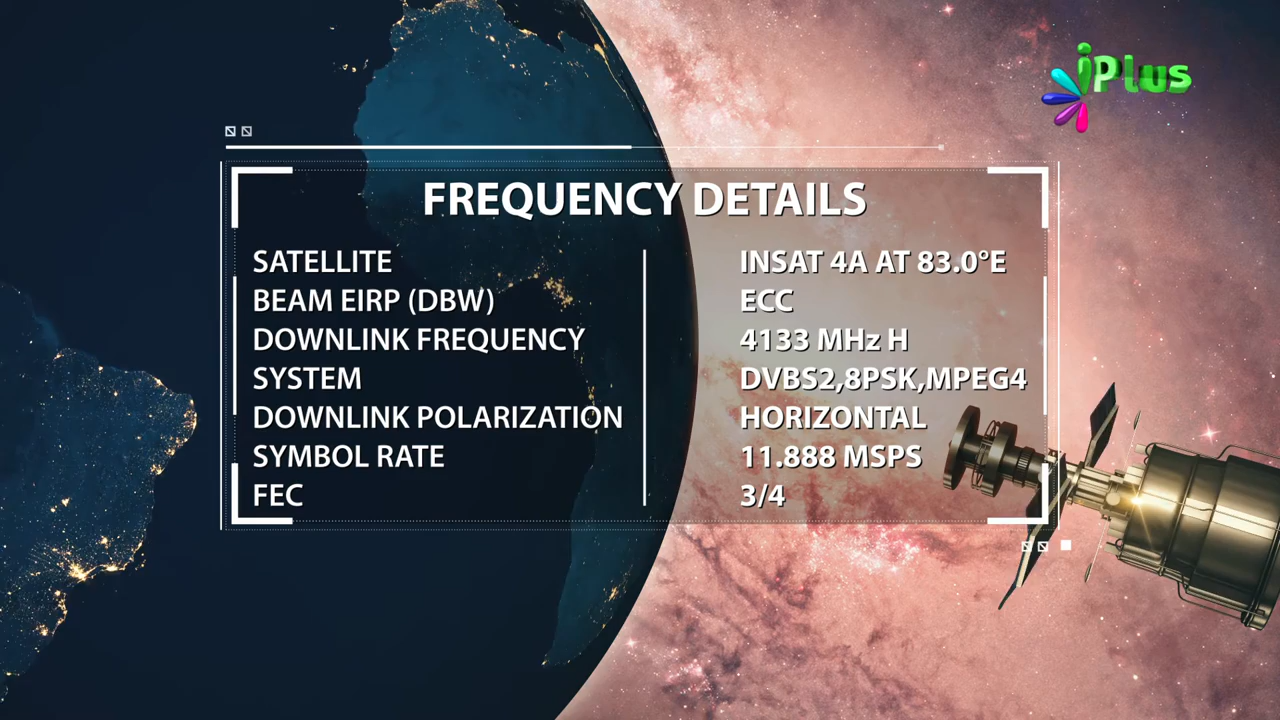 iPlus
FREQUENCY DETAILS
SATELLITE INSAT 4A AT 83.0°E
BEAM EIRP (DBW) ECC
DOWNLINK FREQUENCY 4133 MHz H
SYSTEM DVBS2,8PSK,MPEG4
DOWNLINK POLARIZATION HORIZONTAL
SYMBOL RATE 11.888 MSPS
FEC 3/4